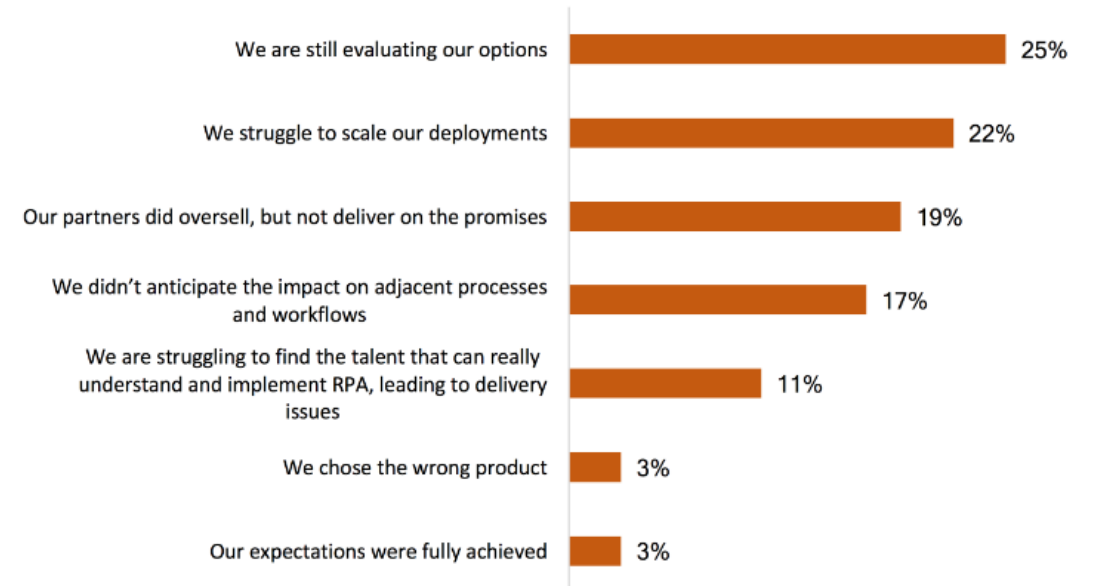 We are still evaluating our options 25%
We struggle to scale our deployments 22%
Our partners did oversell, but not deliver on the promises 19%
We didn’t anticipate the impact on adjacent processes
and workflows 17%
We are struggling to find the talent that can really
understand and implement RPA, leading to delivery 11%
issues
We chose the wrong product 3%
Our expectations were fully achieved 3%